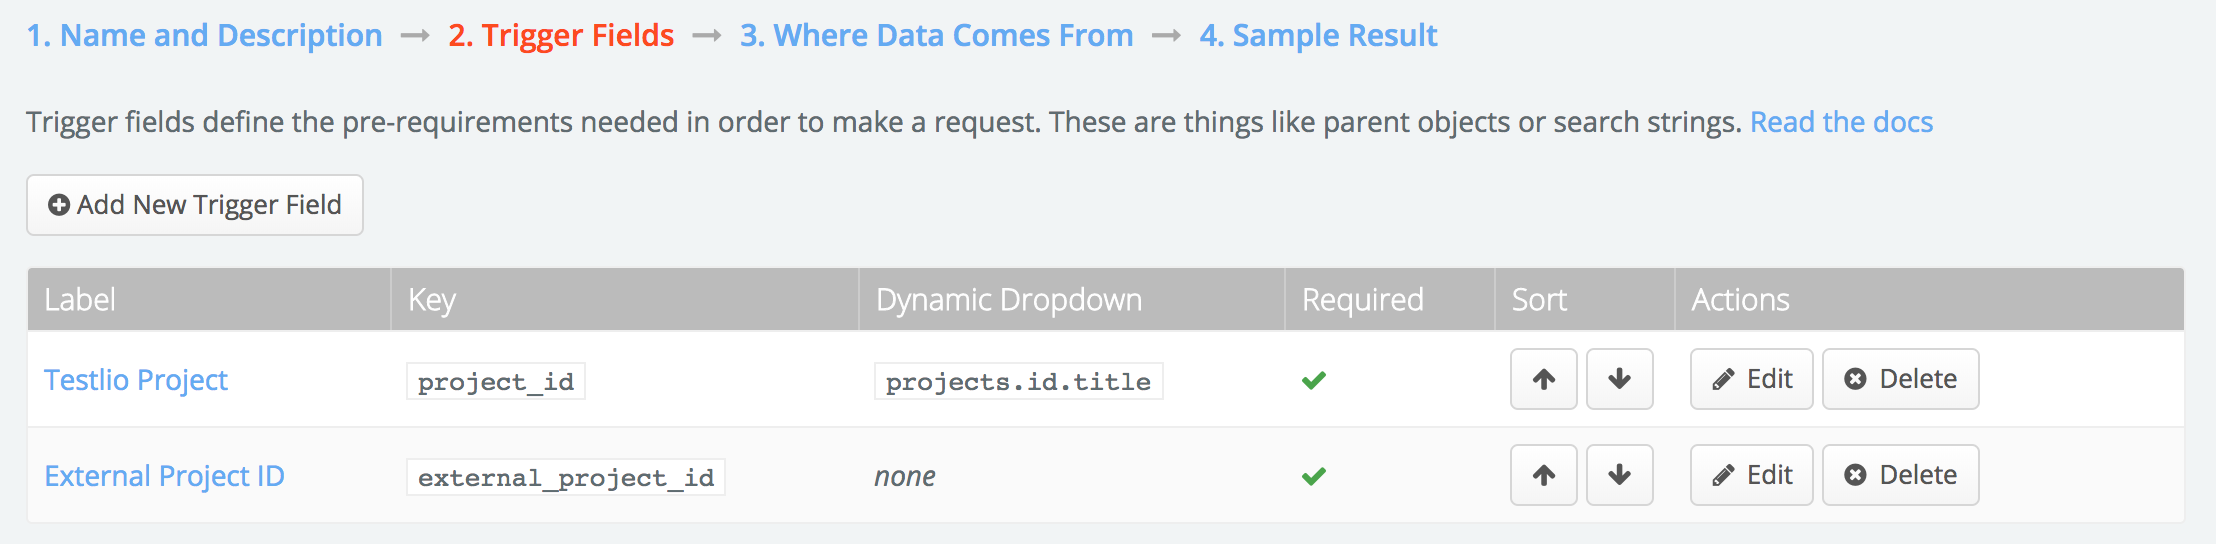 1. Name and Description → 2. Trigger Fields → 3. Where Data Comes From → 4. Sample Result
Trigger fields define the pre-requirements needed in order to make a request. These are things like parent objects or search strings. Read the docs
Add New Trigger Field
Label Key Dynamic Dropdown Required Sort Actions
Testlio Project project_id projects.id.title Edit Delete
External Project ID external_project_id none Edit Delete